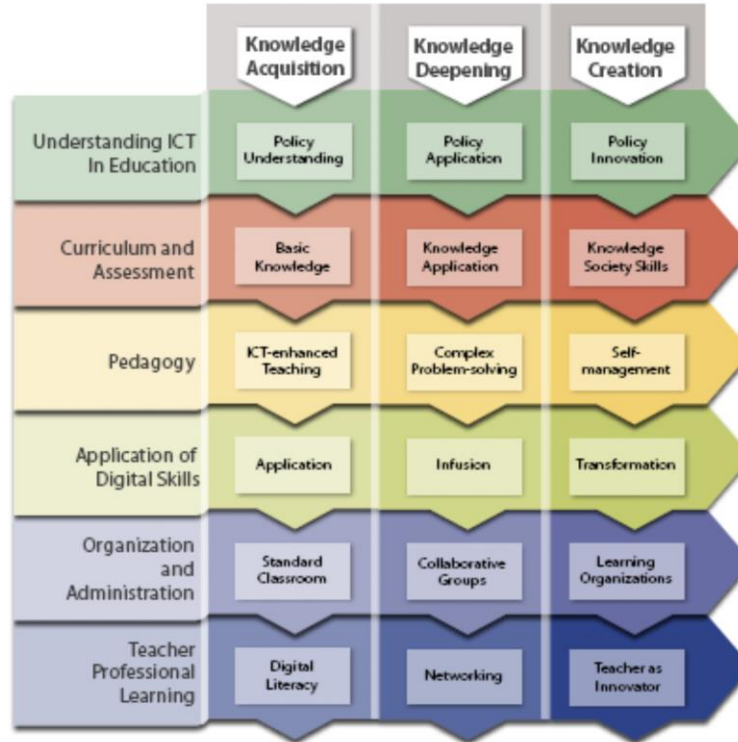 Knowledge
Acquisition
Knowledge
Deepening
Knowledge
Creation
Understanding ICT
In Education
Policy
Understanding
Policy
Application
Policy
Innovation
Curriculum and
Assessment
Basic
Knowledge
Knowledge
Application
Knowledge
Society Skills
Pedagogy
ICT-enhanced
Teaching
Complex
Problem-solving
Self-
management
Application of
Digital Skills
Application
Infusion
Transformation
Organization
and
Administration
Standard
Classroom
Collaborative
Groups
Learning
Organizations
Teacher
Professional
Learning
Digital
Literacy
Networking
Teacher as
Innovator